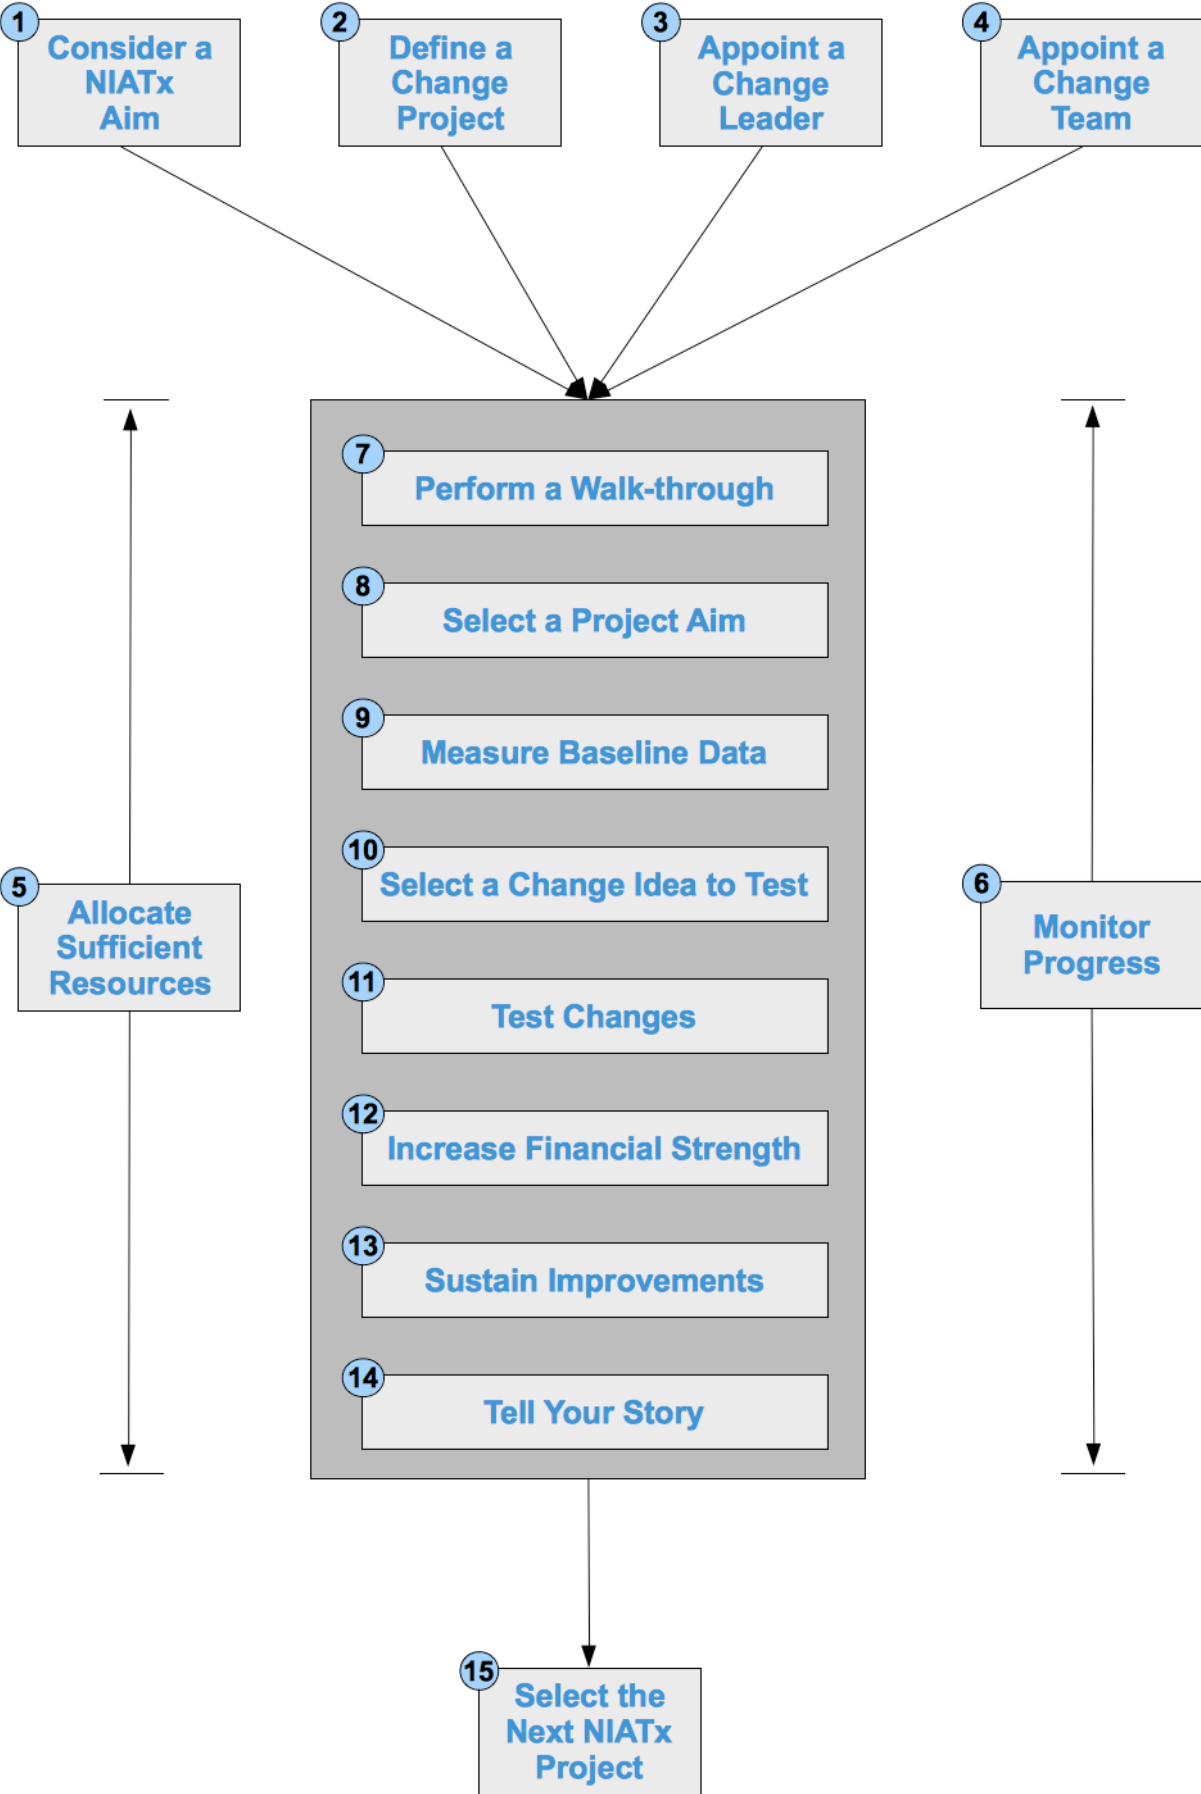 1
Consider a
NIATx
Aim
2
Define a
Change
Project
3
Appoint a
Change
Leader
4
Appoint a
Change
Team
5
Allocate
Sufficient
Resources
6
Monitor
Progress
7
Perform a Walk-through
8
Select a Project Aim
9
Measure Baseline Data
10
Select a Change Idea to Test
11
Test Changes
12
Increase Financial Strength
13
Sustain Improvements
14
Tell Your Story
15
Select the
Next NIATx
Project